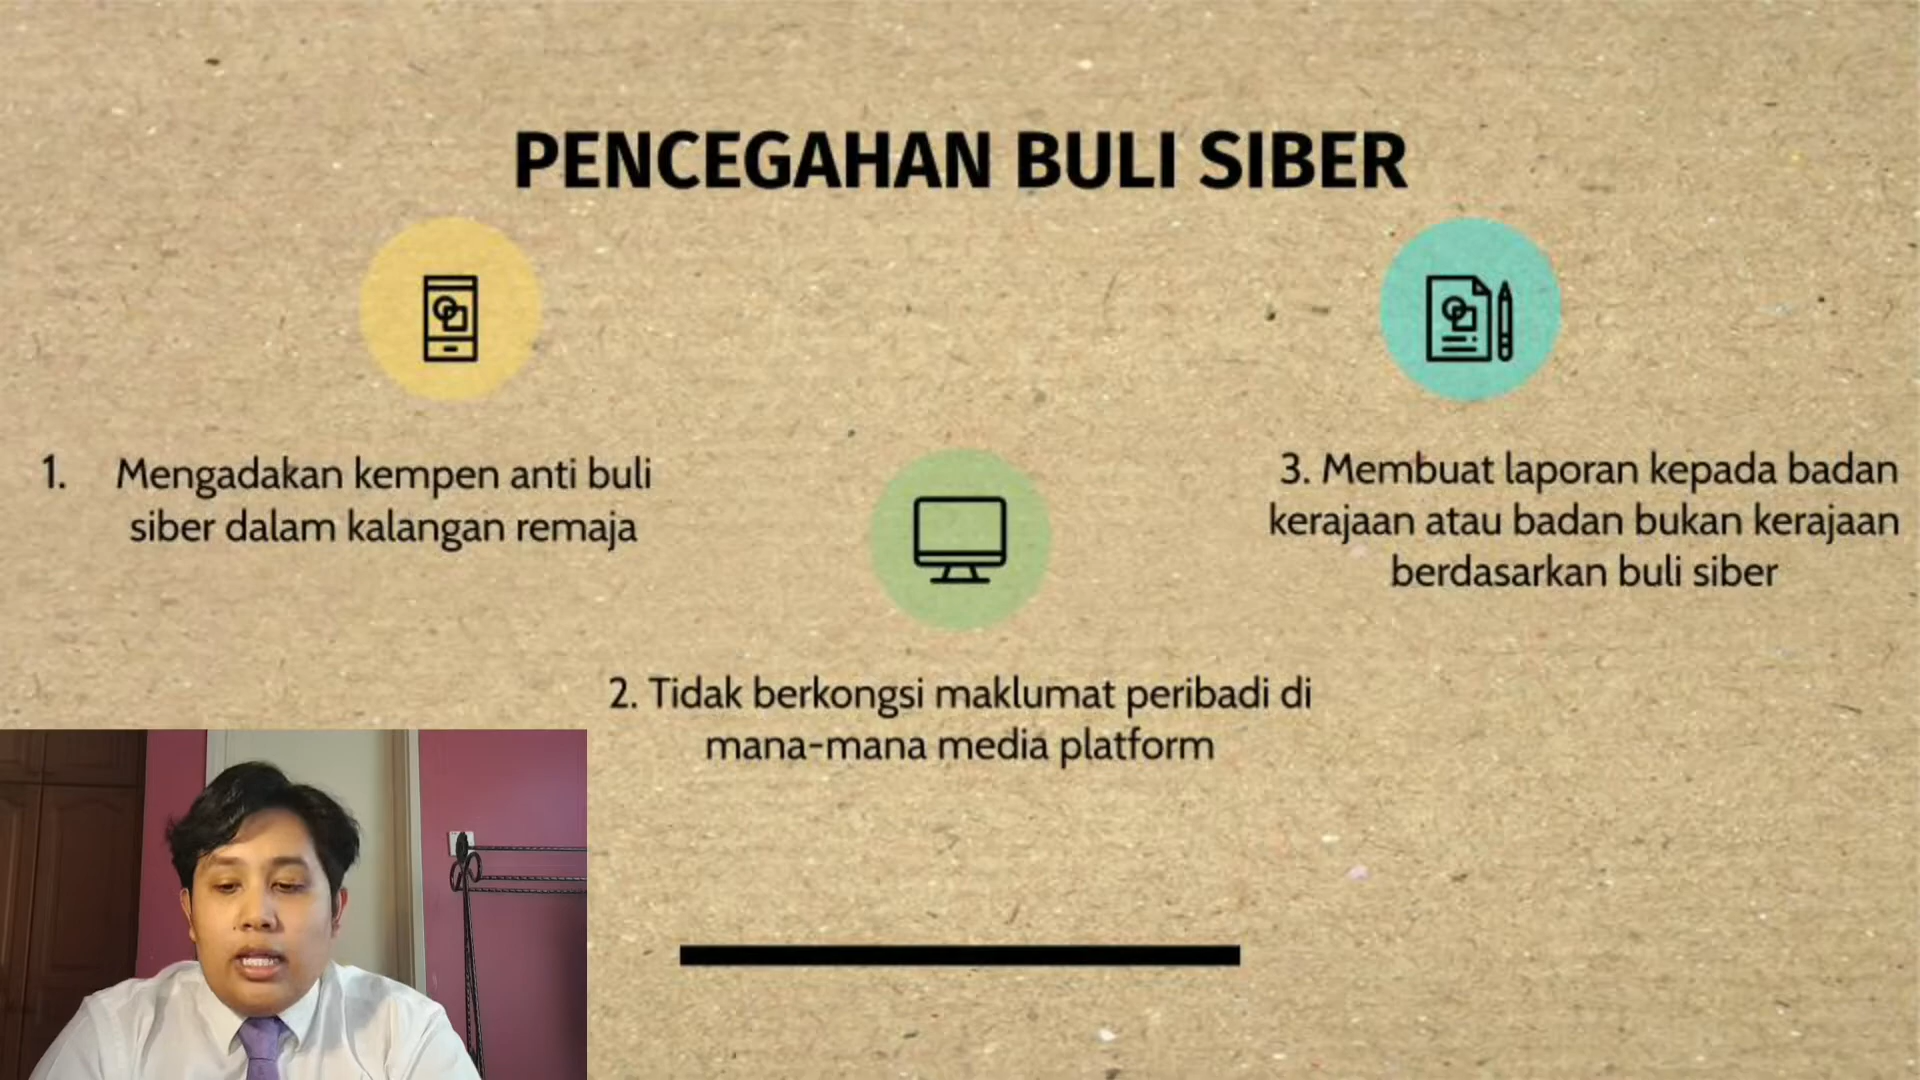 PENCEGAHAN BULI SIBER
1. Mengadakan kempen anti buli
siber dalam kalangan remaja
2. Tidak berkongsi maklumat peribadi di
mana-mana media platform
3. Membuat laporan kepada badan
kerajaan atau badan bukan kerajaan
berdasarkan buli siber